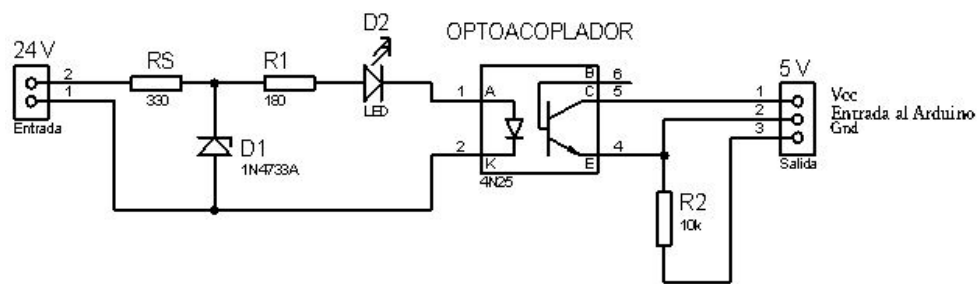 24 V
2
1
Entrada
RS
330
R1
180
D1
1N4733A
D2
LED
OPTOACOPLADOR
1
2
A
K
B
C
E
6
5
4
4N25
R2
10k
5 V
1
2
3
Salida
Vcc
Entrada al Arduino
Gnd